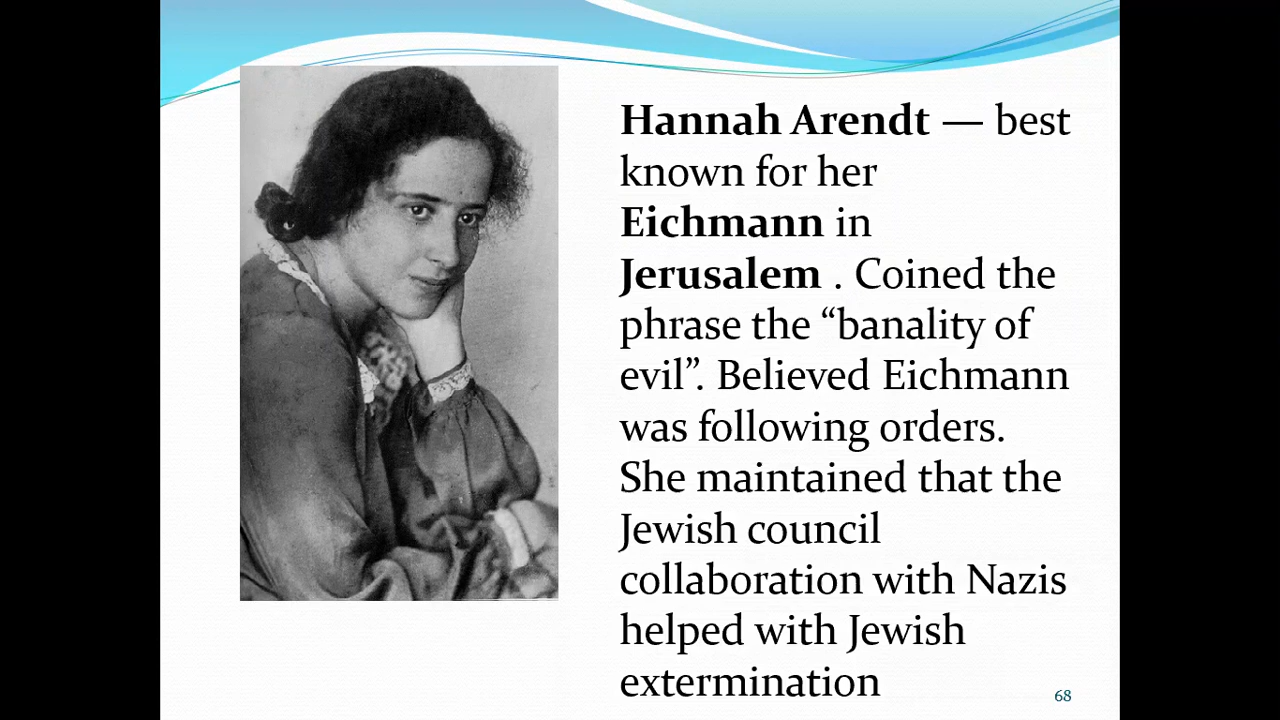 Hannah Arendt — best
known for her
Eichmann in
Jerusalem . Coined the
phrase the “banality of
evil”. Believed Eichmann
was following orders.
She maintained that the
Jewish council
collaboration with Nazis
helped with Jewish
extermination
68